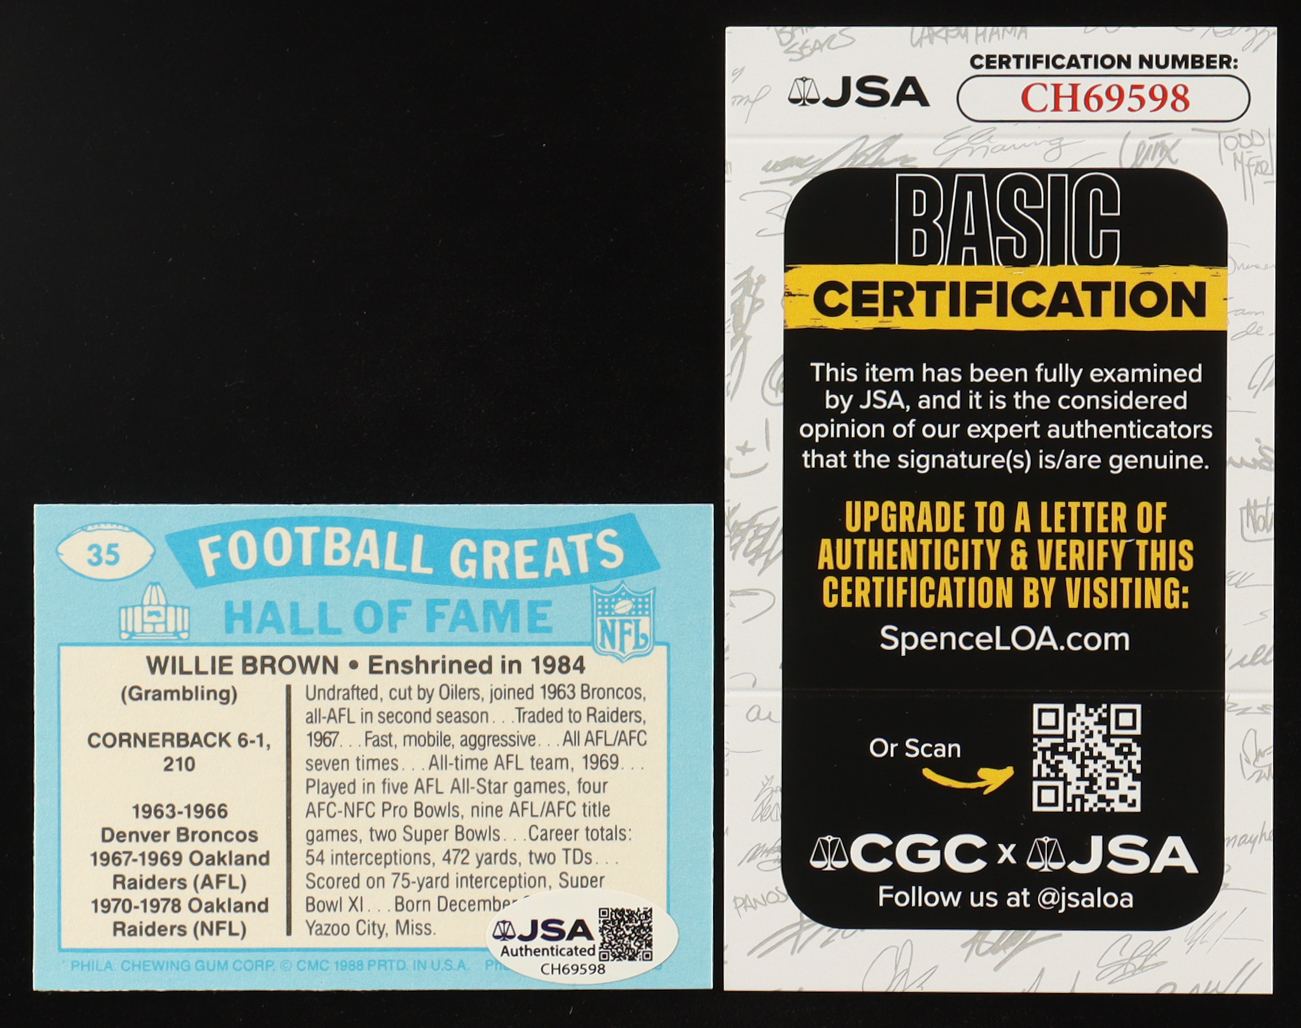 35
FOOTBALL GREATS
HALL OF FAME
NFL
WILLIE BROWN • Enshrined in 1984
(Grambling)
CORNERBACK 6-1,
210
1963-1966
Denver Broncos
1967-1969 Oakland
Raiders (AFL)
1970-1978 Oakland
Raiders (NFL)
Undrafted, cut by Oilers, joined 1963 Broncos,
all-AFL in second season . . . Traded to Raiders,
1967. . . Fast, mobile, aggressive. . . All AFL/AFC
seven times . . . All-time AFL team, 1969. . .
Played in five AFL All-Star games, four
AFC-NFC Pro Bowls, nine AFL/AFC title
games, two Super Bowls. . . Career totals:
54 interceptions, 472 yards, two TDs. . .
Scored on 75-yard interception, Super
Bowl XI. . . Born December
Yazoo City, Miss.
PHILA. CHEWING GUM CORP. © CMC 1988 PRTD. IN U.S.A.
JSA
Authenticated
CH69598
JSA
CERTIFICATION NUMBER:
CH69598
BASIC
CERTIFICATION
This item has been fully examined
by JSA, and it is the considered
opinion of our expert authenticators
that the signature(s) is/are genuine.
UPGRADE TO A LETTER OF
AUTHENTICITY & VERIFY THIS
CERTIFICATION BY VISITING:
SpenceLOA.com
Or Scan
CGC x JSA
Follow us at @jsaloa